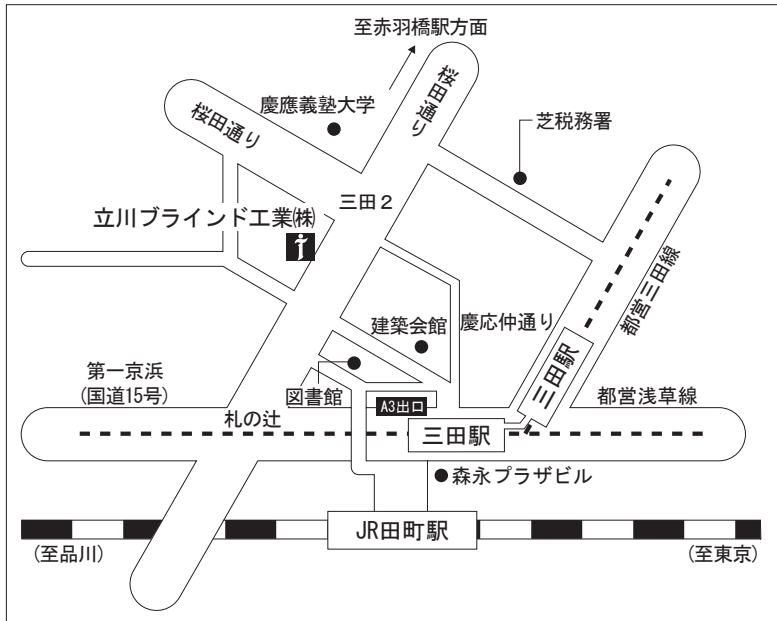 至赤羽橋駅方面
桜田通り
慶應義塾大学
桜田通り
芝税務署
三田2
立川ブラインド工業㈱
都営三田線
建築会館
慶応仲通り
三田駅
第一京浜
(国道15号)
図書館
A3出口
都営浅草線
札の辻
三田駅
森永プラザビル
JR田町駅
(至品川)
(至東京)